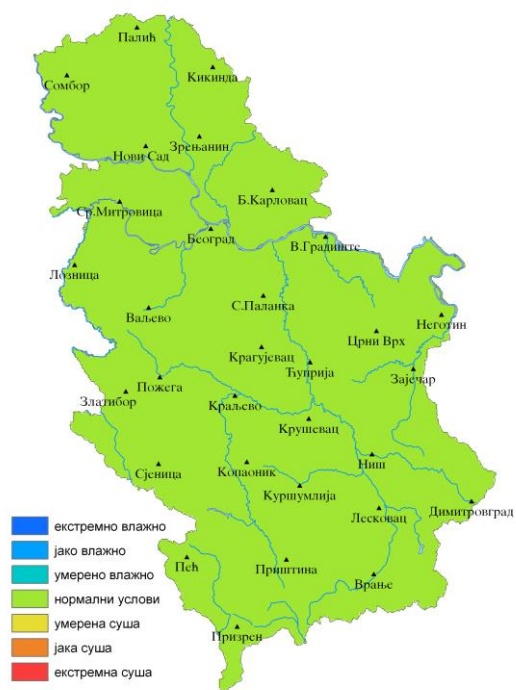 Палић
Кикинда
Сомбор
Зрењанин
Нови Сад
Б.Карловац
Ср.Митровица
Београд
В.Градиште
Лозница
С.Паланка
Ваљево
Неготин
Црни Врх
Крагујевац
Ћуприја
Зајечар
Пожега
Златибор
Краљево
Крушевац
Ниш
Сјеница
Копаоник
Куршумлија
Димитровград
Лесковац
Пећ
Приштина
Врање
Призрен
екстремно влажно
јако влажно
умерено влажно
нормални услови
умерена суша
јака суша
екстремна суша